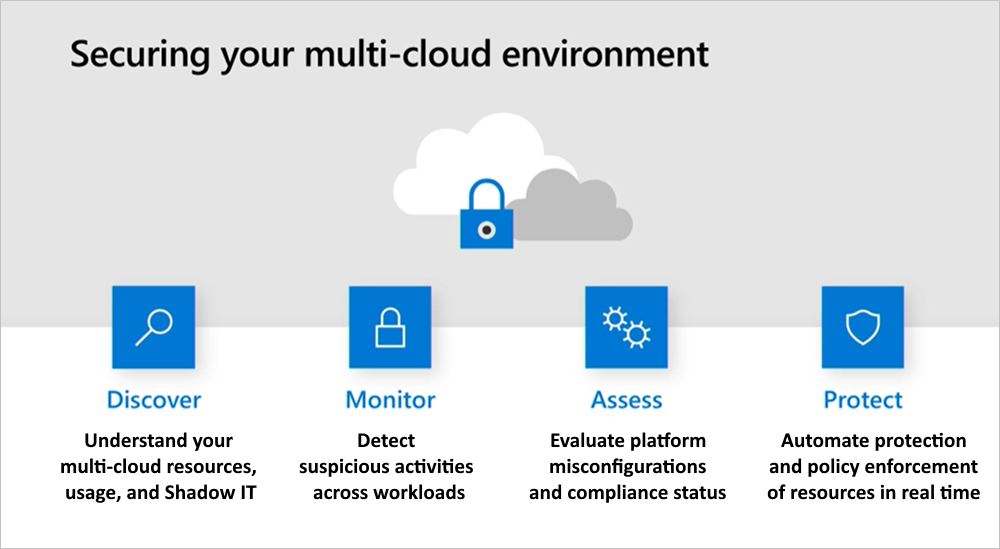 Securing your multi-cloud environment
Discover
Understand your
multi-cloud resources,
usage, and Shadow IT
Monitor
Detect
suspicious activities
across workloads
Assess
Evaluate platform
misconfigurations
and compliance status
Protect
Automate protection
and policy enforcement
of resources in real time